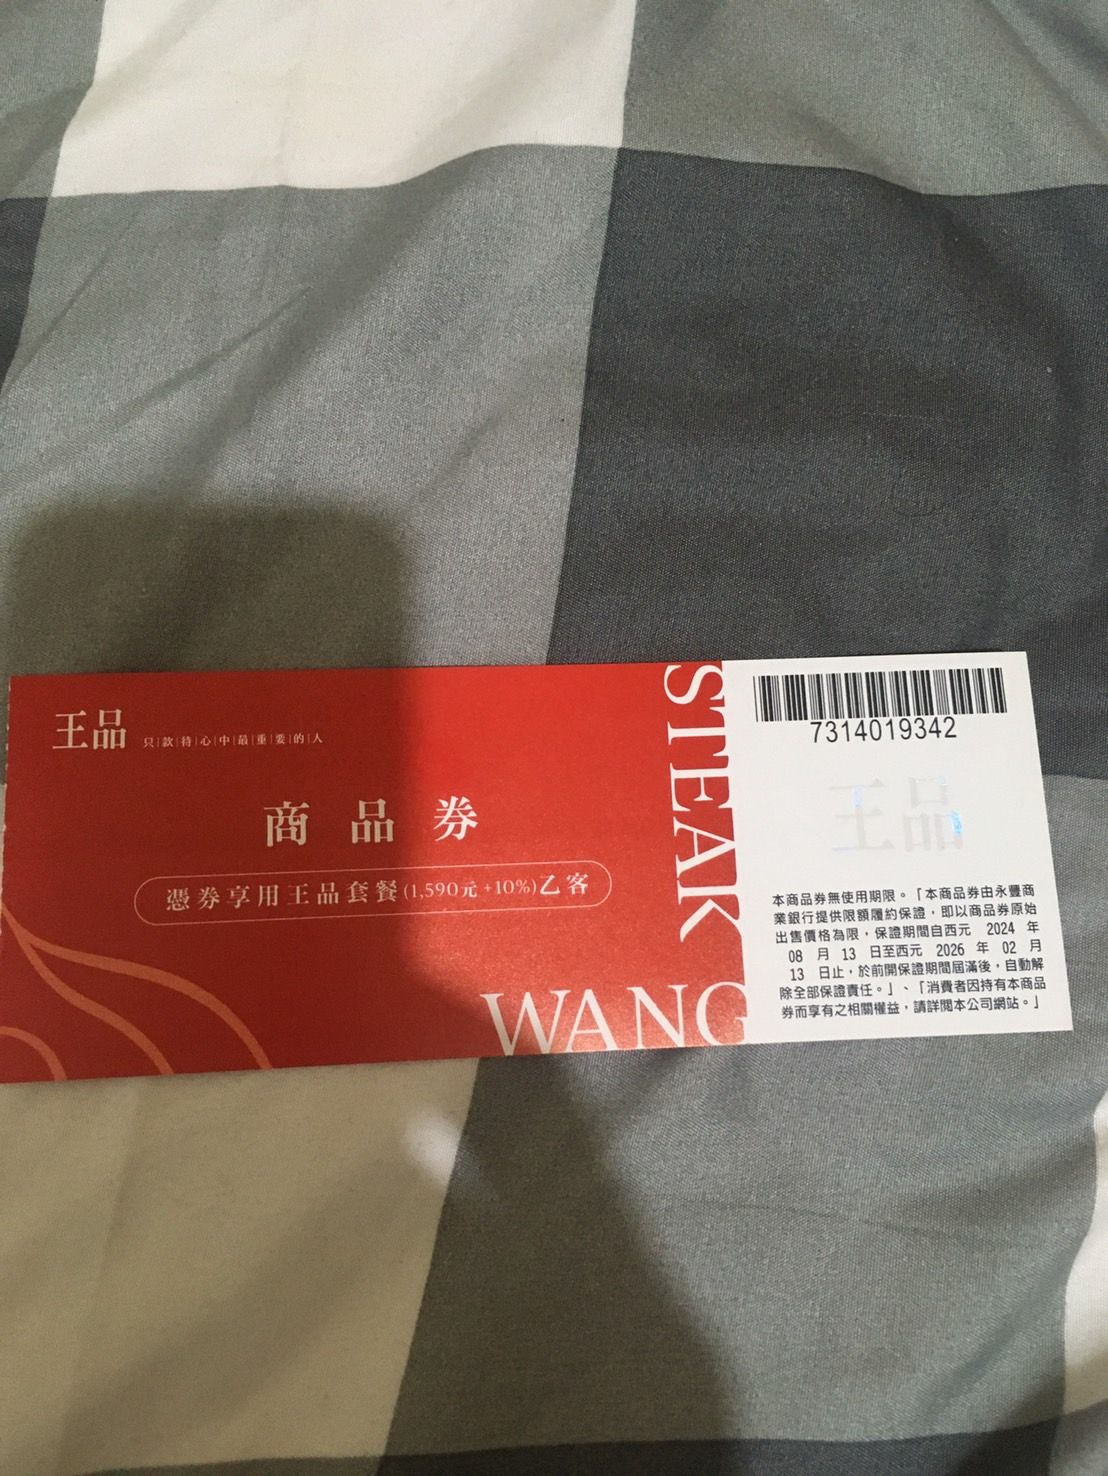 王品 只|款|待|心|中|最|重|要|的|人
商品券
憑券享用王品套餐(1,590元+10%)乙客
STEAK
WANG
7314019342
王品
本商品券無使用期限。「本商品券由永豐商
業銀行提供限額履約保證，即以商品券原始
出售價格為限，保證期間自西元 2024 年
08 月 13 日至西元 2026 年 02 月
13 日止，於前開保證期間屆滿後，自動解
除全部保證責任。」、「消費者因持有本商品
券而享有之相關權益，請詳閱本公司網站。」